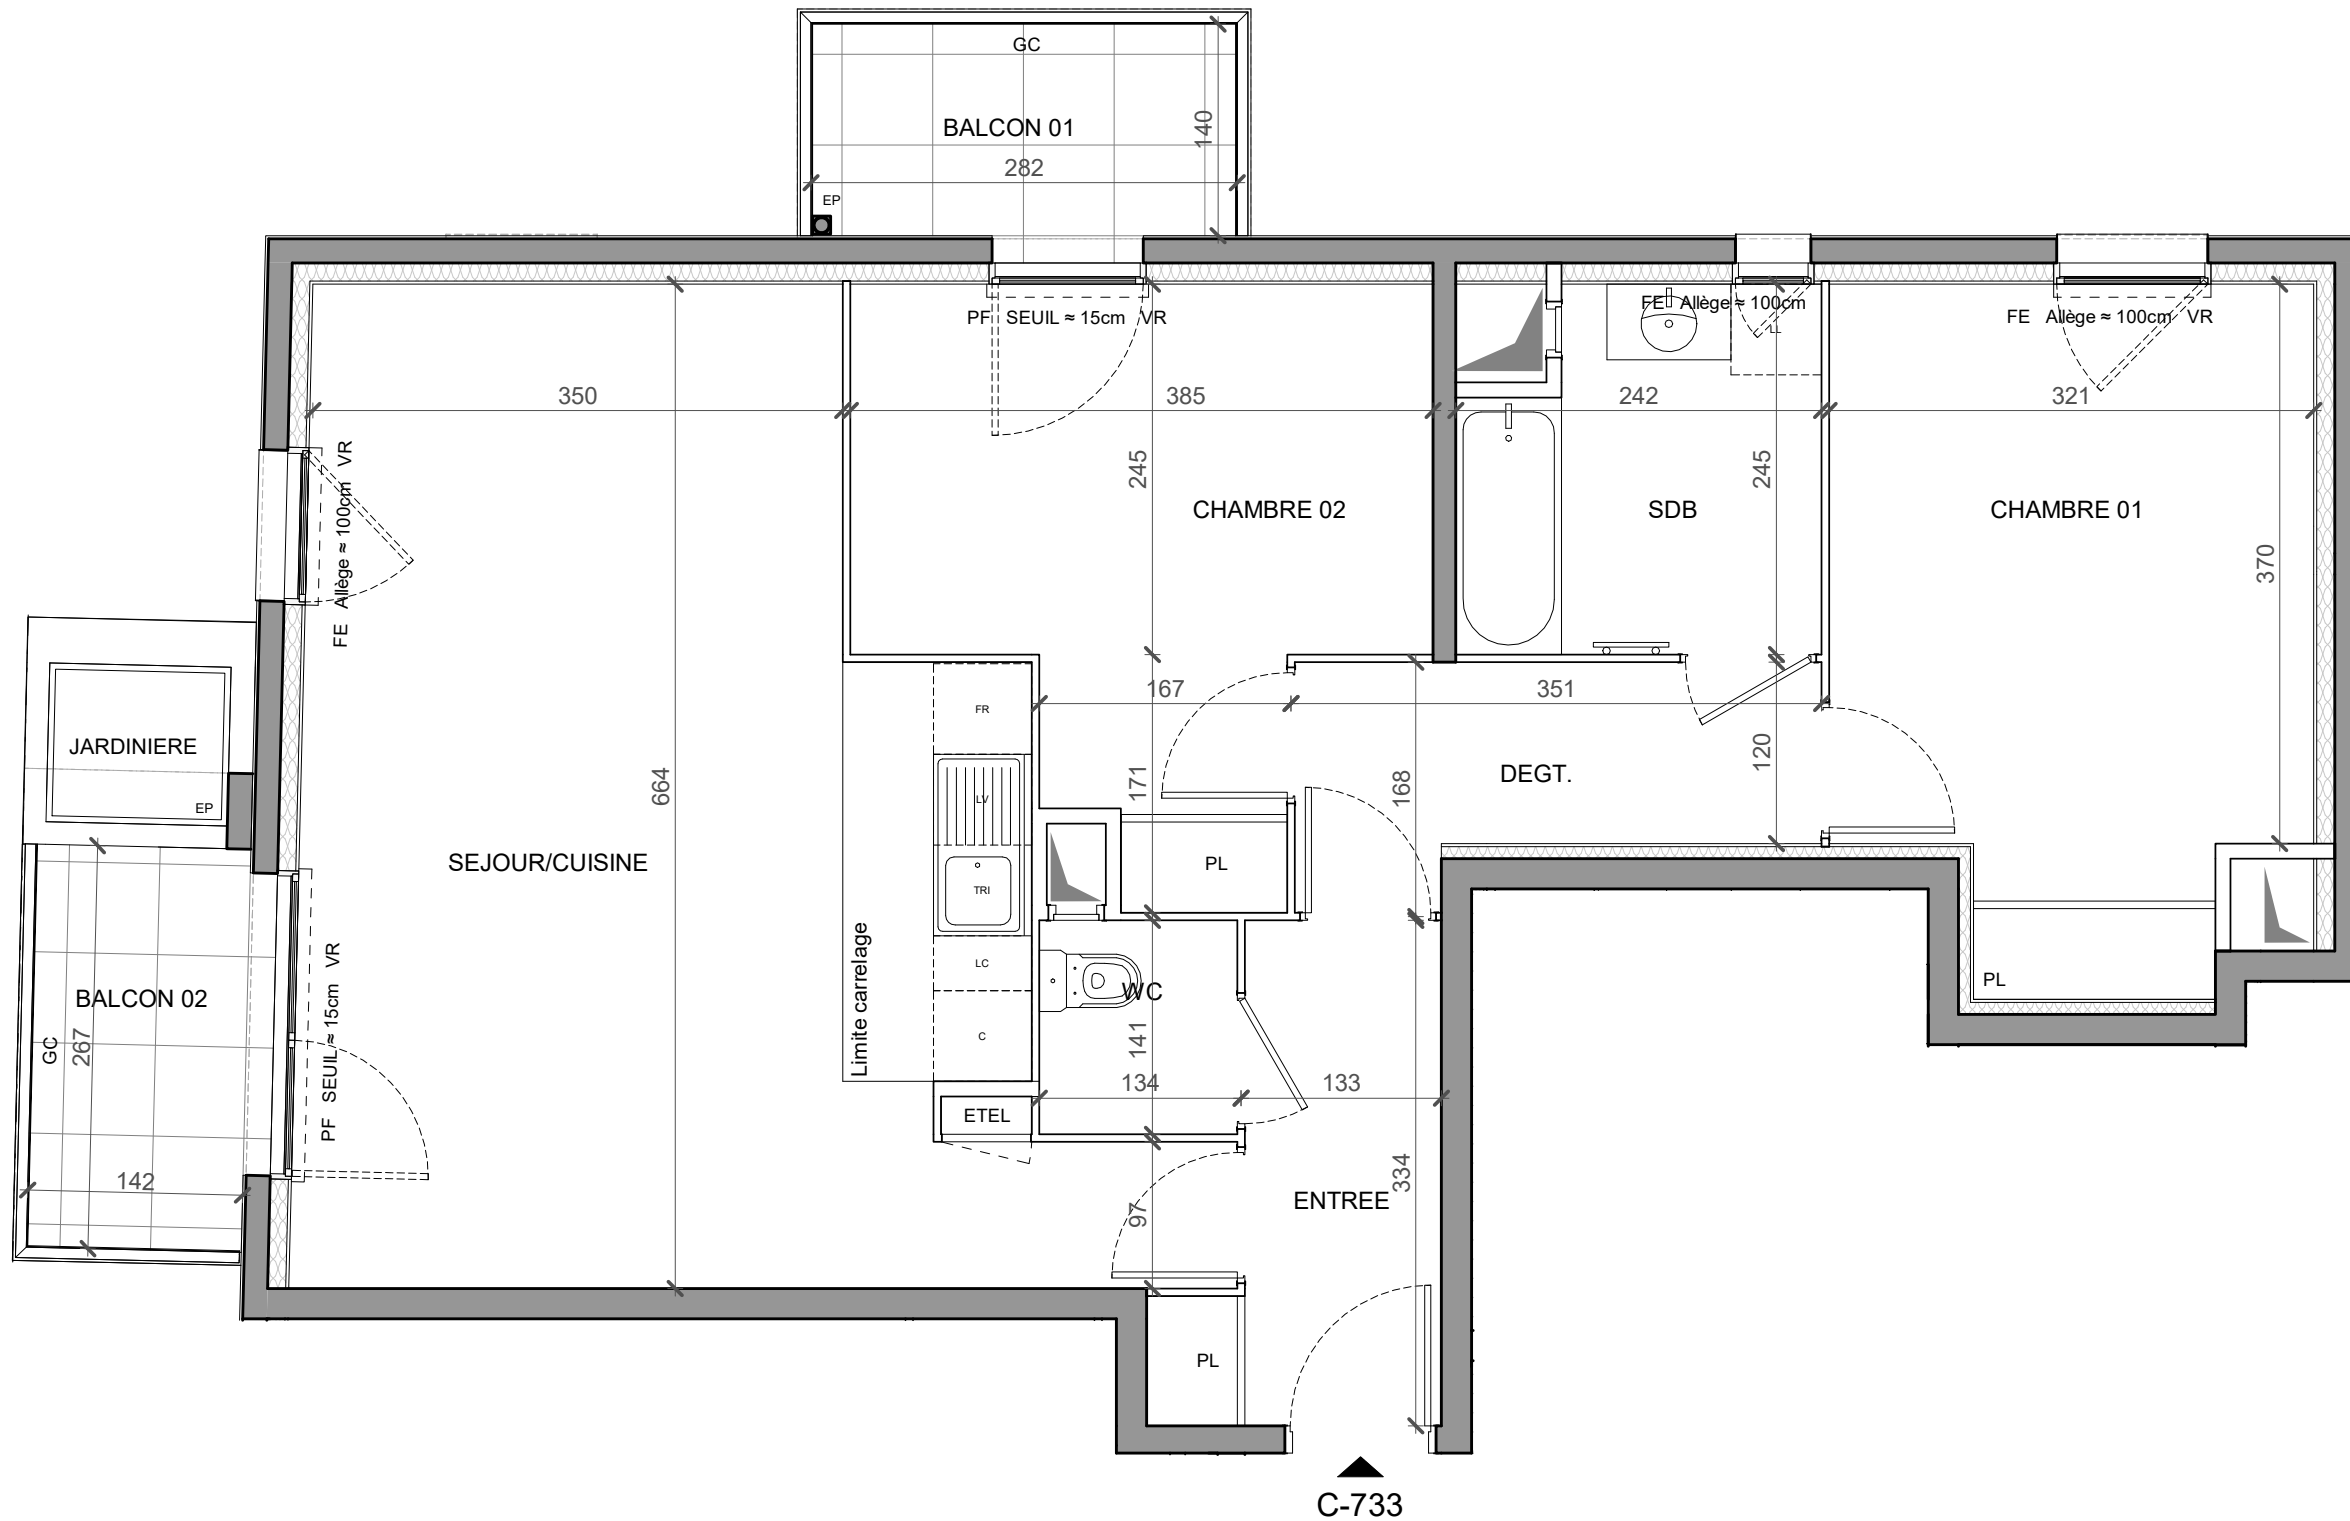 GC
BALCON 01
140
282
EP
PF SEUIL ≈ 15cm VR
FE Allège ≈ 100cm
LL
FE Allège ≈ 100cm VR
350
385
242
321
FE Allège ≈ 100cm VR
245
245
CHAMBRE 02
SDB
CHAMBRE 01
370
167
351
FR
JARDINIERE
EP
664
171
168
120
DEGT.
LV
SEJOUR/CUISINE
PL
TRI
Limite carrelage
LC
WC
PL
BALCON 02
GC
267
PF SEUIL ≈ 15cm VR
C
141
134
133
ETEL
142
97
334
ENTREE
PL
C-733